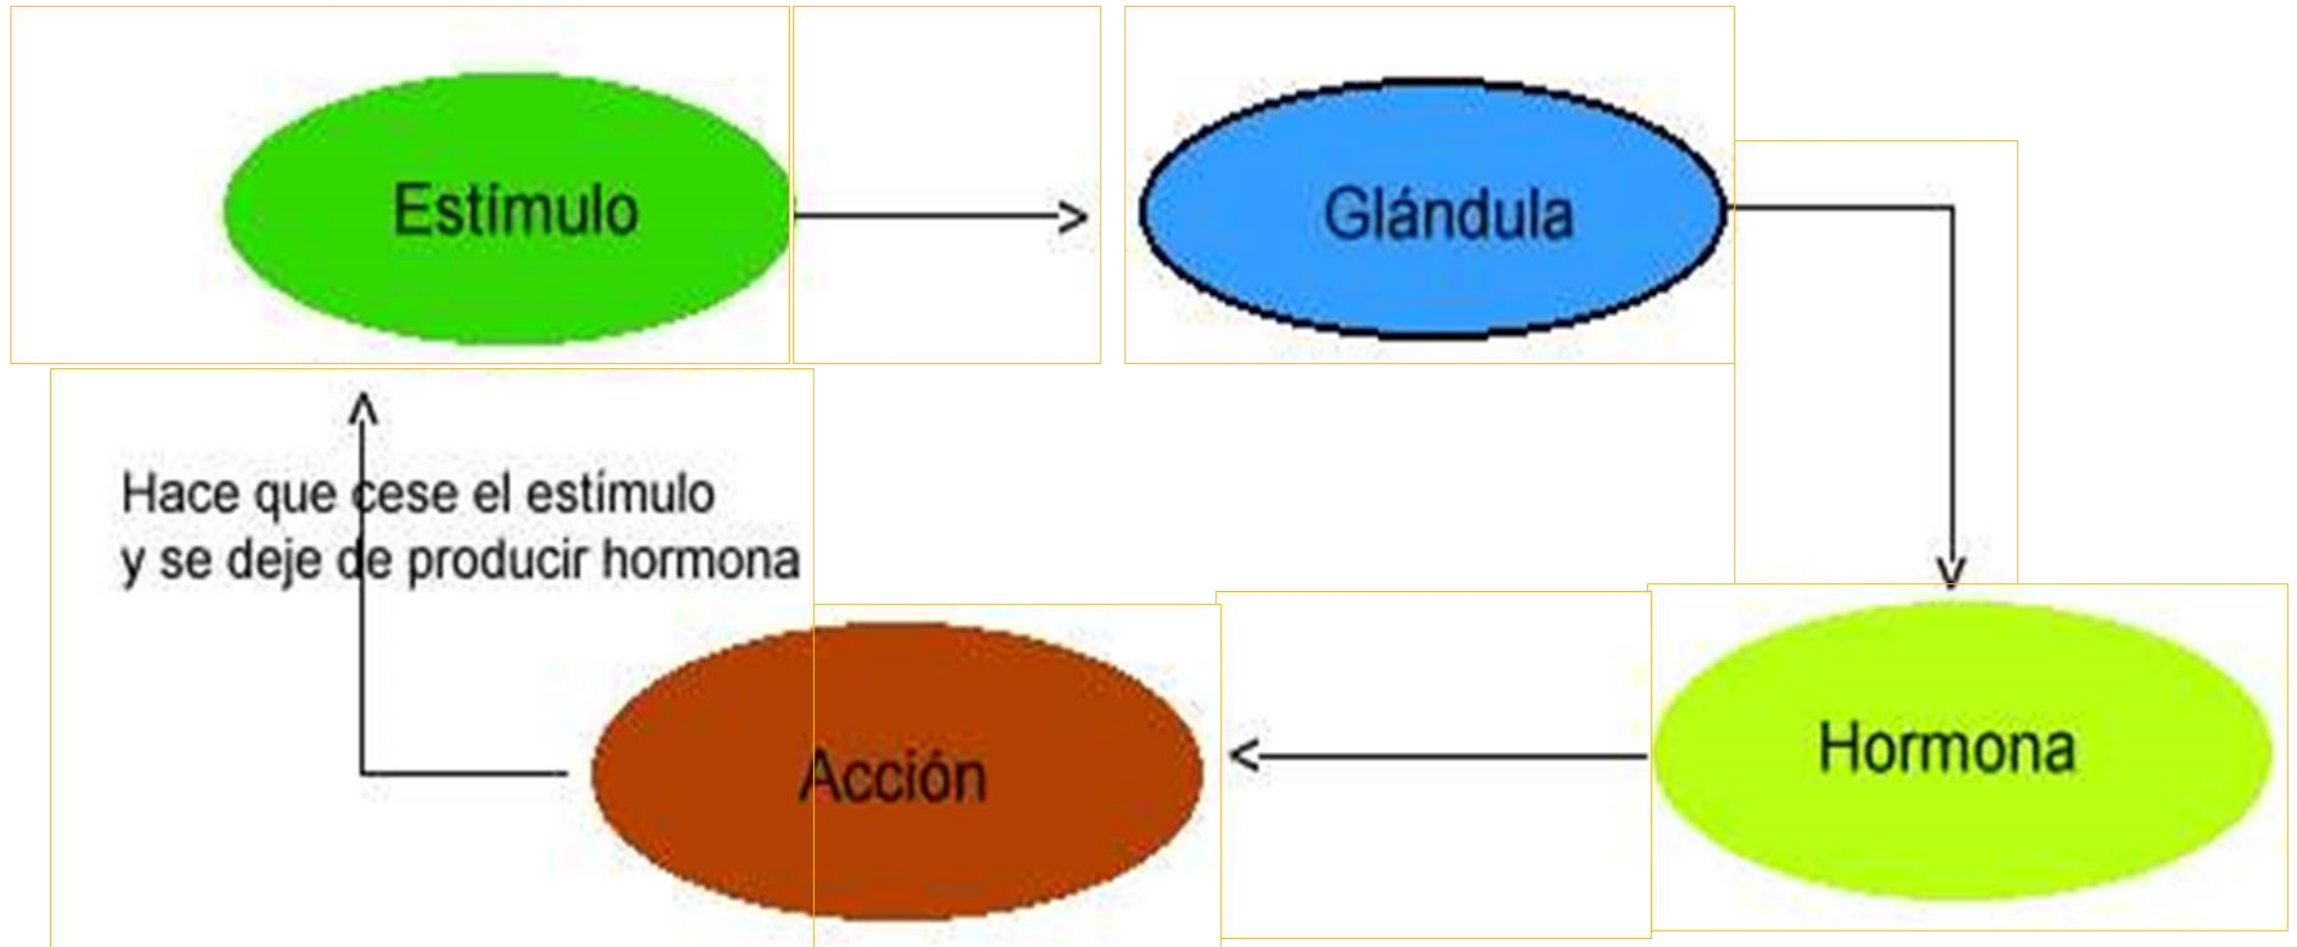 Estímulo
Glándula
Hace que cese el estímulo
y se deje de producir hormona
Acción
Hormona